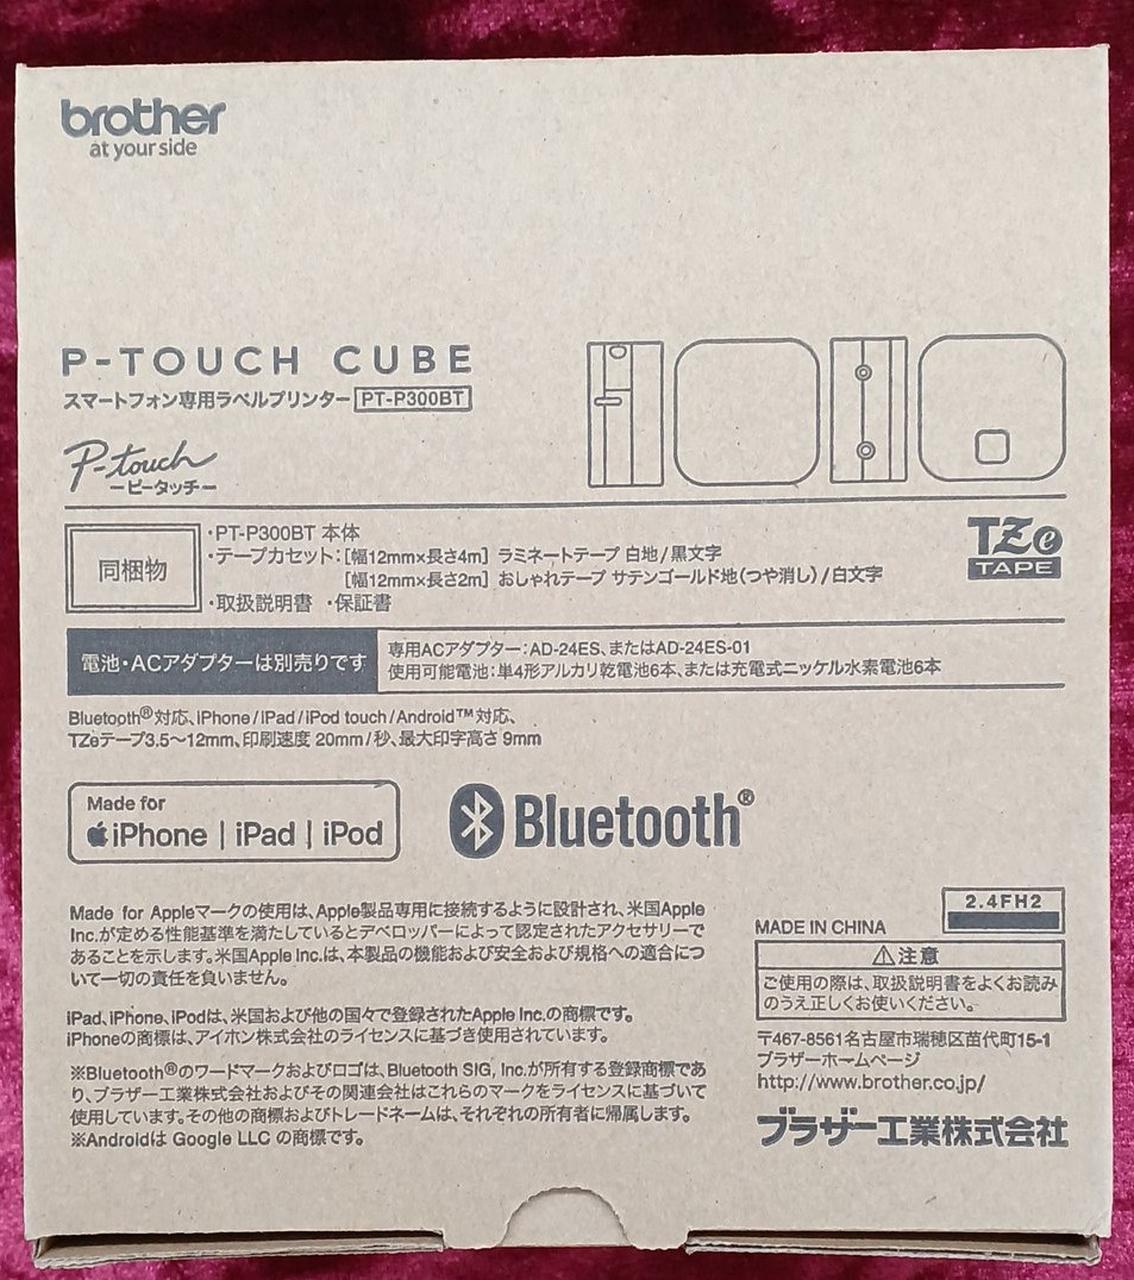 brother
at your side
P-TOUCH CUBE
スマートフォン専用ラベルプリンター PT-P300BT
P-touch
ーピータッチー
同梱物
・PT-P300BT 本体
・テープカセット：[幅12mm×長さ4m] ラミネートテープ 白地/黒文字
[幅12mm×長さ2m] おしゃれテープ サテンゴールド地(つや消し)/白文字
・取扱説明書 ・保証書
TZe
TAPE
電池・ACアダプターは別売りです
専用ACアダプター：AD-24ES、またはAD-24ES-01
使用可能電池：単4形アルカリ乾電池6本、または充電式ニッケル水素電池6本
Bluetooth®対応、iPhone/iPad/iPod touch/Android™対応、
TZeテープ3.5～12mm、印刷速度 20mm/秒、最大印字高さ 9mm
Made for
iPhone | iPad | iPod
Bluetooth®
Made for Appleマークの使用は、Apple製品専用に接続するように設計され、米国Apple
Inc.が定める性能基準を満たしているとデベロッパーによって認定されたアクセサリーで
あることを示します。米国Apple Inc.は、本製品の機能および安全および規格への適合につ
いて一切の責任を負いません。
iPad、iPhone、iPodは、米国および他の国々で登録されたApple Inc.の商標です。
iPhoneの商標は、アイホン株式会社のライセンスに基づき使用されています。
※Bluetooth®のワードマークおよびロゴは、Bluetooth SIG, Inc.が所有する登録商標であ
り、ブラザー工業株式会社およびその関連会社はこれらのマークをライセンスに基づいて
使用しています。その他の商標およびトレードネームは、それぞれの所有者に帰属します。
※Androidは Google LLC の商標です。
2.4FH2
MADE IN CHINA
⚠注意
ご使用の際は、取扱説明書をよくお読み
のうえ正しくお使いください。
〒467-8561名古屋市瑞穂区苗代町15-1
ブラザーホームページ
http://www.brother.co.jp/
ブラザー工業株式会社